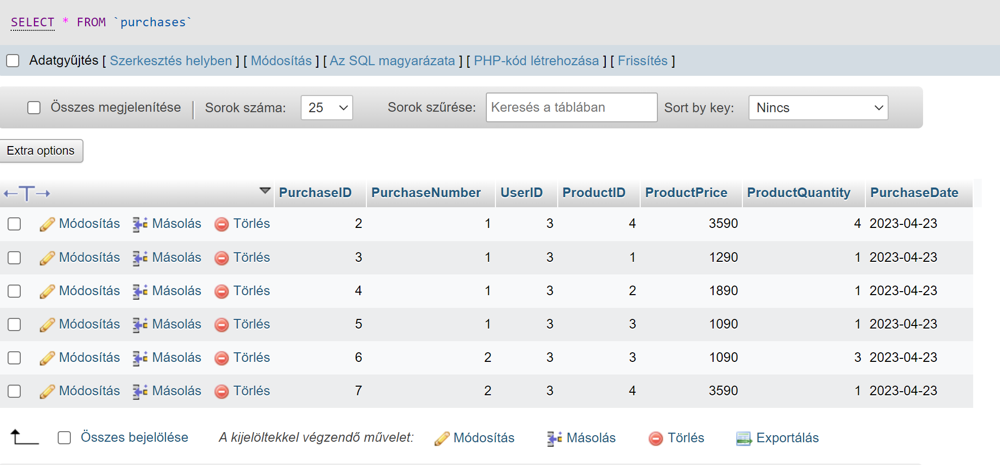 SELECT * FROM `purchases`
Adatgyűjtés [ Szerkesztés helyben ] [ Módosítás ] [ Az SQL magyarázata ] [ PHP-kód létrehozása ] [ Frissítés ]
Összes megjelenítése | Sorok száma: 25 Sorok szűrése: Keresés a táblában Sort by key: Nincs
Extra options
←T→ PurchaseID PurchaseNumber UserID ProductID ProductPrice ProductQuantity PurchaseDate
Módosítás Másolás Törlés 2 1 3 4 3590 4 2023-04-23
Módosítás Másolás Törlés 3 1 3 1 1290 1 2023-04-23
Módosítás Másolás Törlés 4 1 3 2 1890 1 2023-04-23
Módosítás Másolás Törlés 5 1 3 3 1090 1 2023-04-23
Módosítás Másolás Törlés 6 2 3 3 1090 3 2023-04-23
Módosítás Másolás Törlés 7 2 3 4 3590 1 2023-04-23
Összes bejelölése A kijelöltekkel végzendő művelet: Módosítás Másolás Törlés Exportálás